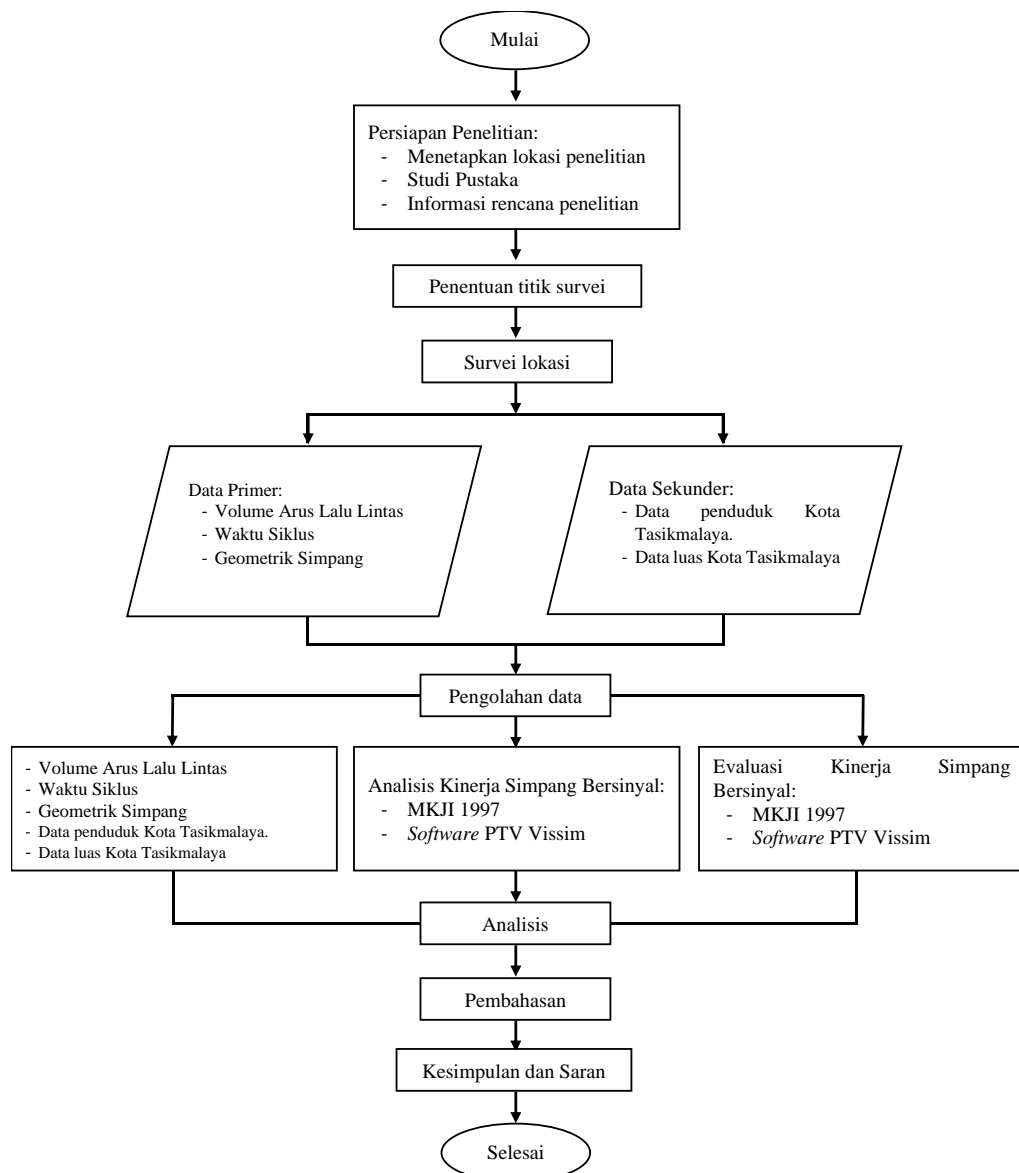 Mulai
Persiapan Penelitian:
- Menetapkan lokasi penelitian
- Studi Pustaka
- Informasi rencana penelitian
Penentuan titik survei
Survei lokasi
Data Primer:
- Volume Arus Lalu Lintas
- Waktu Siklus
- Geometrik Simpang
Data Sekunder:
- Data penduduk Kota
Tasikmalaya.
- Data luas Kota Tasikmalaya
Pengolahan data
- Volume Arus Lalu Lintas
- Waktu Siklus
- Geometrik Simpang
- Data penduduk Kota Tasikmalaya.
- Data luas Kota Tasikmalaya
Analisis Kinerja Simpang Bersinyal:
- MKJI 1997
- Software PTV Vissim
Evaluasi Kinerja Simpang
Bersinyal:
- MKJI 1997
- Software PTV Vissim
Analisis
Pembahasan
Kesimpulan dan Saran
Selesai